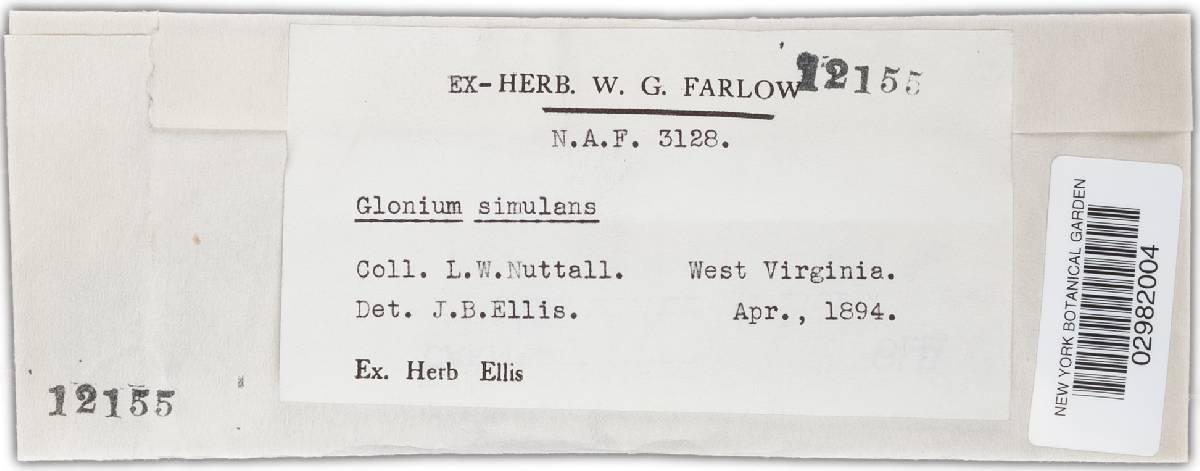 EX-HERB. W. G. FARLOW 12155
N.A.F. 3128.
Glonium simulans
Coll. L.W.Nuttall. West Virginia.
Det. J.B.Ellis. Apr., 1894.
Ex. Herb Ellis
12155
NEW YORK BOTANICAL GARDEN
02982004